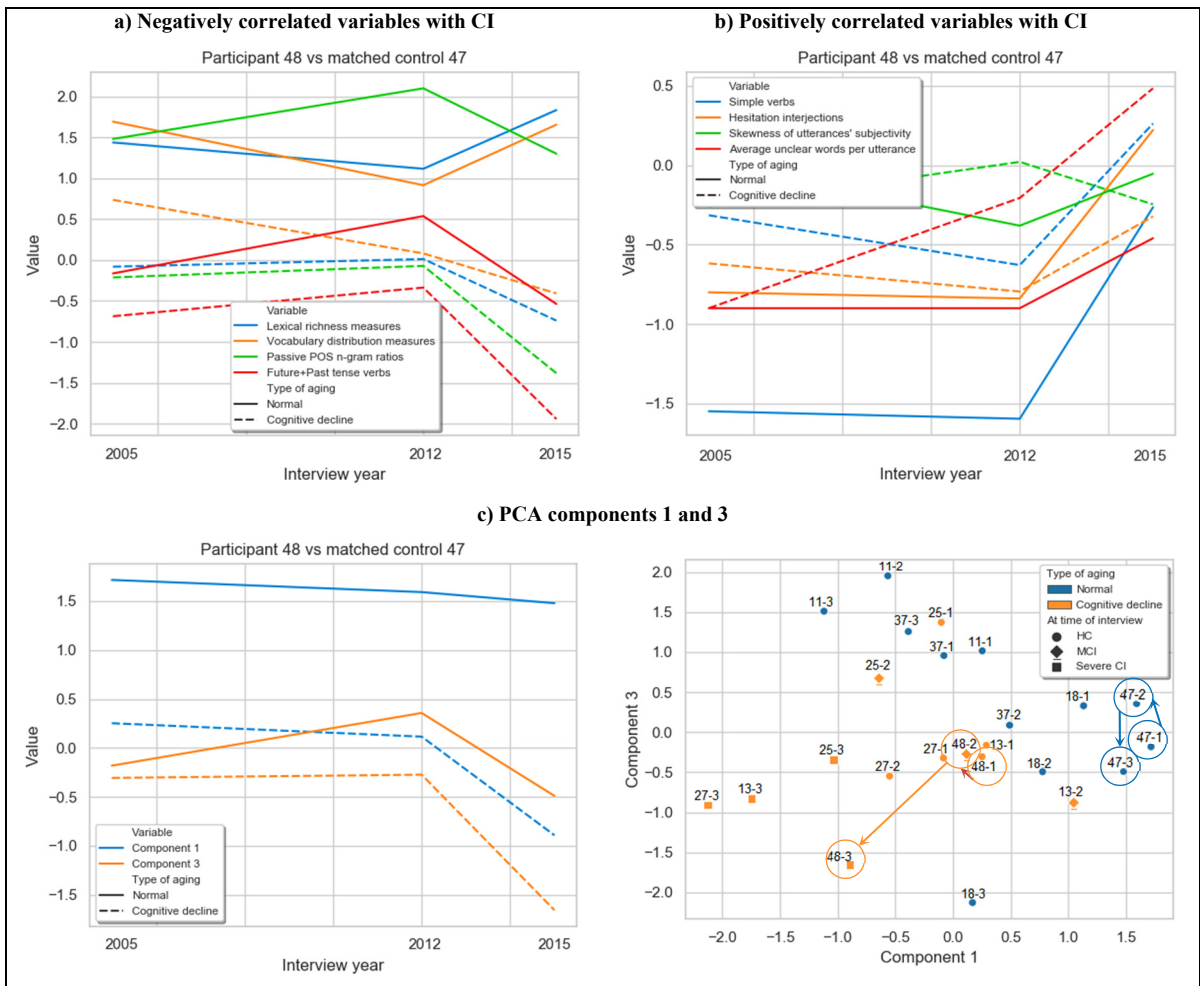 a) Negatively correlated variables with CI
Participant 48 vs matched control 47
2.0
1.5
1.0
0.5
0.0
−0.5
−1.0
−1.5
−2.0
Value
Variable
Lexical richness measures
Vocabulary distribution measures
Passive POS n-gram ratios
Future+Past tense verbs
Type of aging
Normal
Cognitive decline
2005
2012
2015
Interview year
b) Positively correlated variables with CI
Participant 48 vs matched control 47
0.5
0.0
−0.5
−1.0
−1.5
Value
Variable
Simple verbs
Hesitation interjections
Skewness of utterances' subjectivity
Average unclear words per utterance
Type of aging
Normal
Cognitive decline
2005
2012
2015
Interview year
c) PCA components 1 and 3
Participant 48 vs matched control 47
1.5
1.0
0.5
0.0
−0.5
−1.0
−1.5
Value
Variable
Component 1
Component 3
Type of aging
Normal
Cognitive decline
2005
2012
2015
Interview year
2.0
1.5
1.0
0.5
0.0
−0.5
−1.0
−1.5
−2.0
Component 3
Type of aging
Normal
Cognitive decline
At time of interview
HC
MCI
Severe CI
11-2
11-3
25-1
37-3
37-1
11-1
25-2
47-2
18-1
37-2
47-1
48-2
13-1
25-3
27-1
48-1
18-2
47-3
27-2
13-2
27-3
13-3
48-3
18-3
−2.0
−1.5
−1.0
−0.5
0.0
0.5
1.0
1.5
Component 1